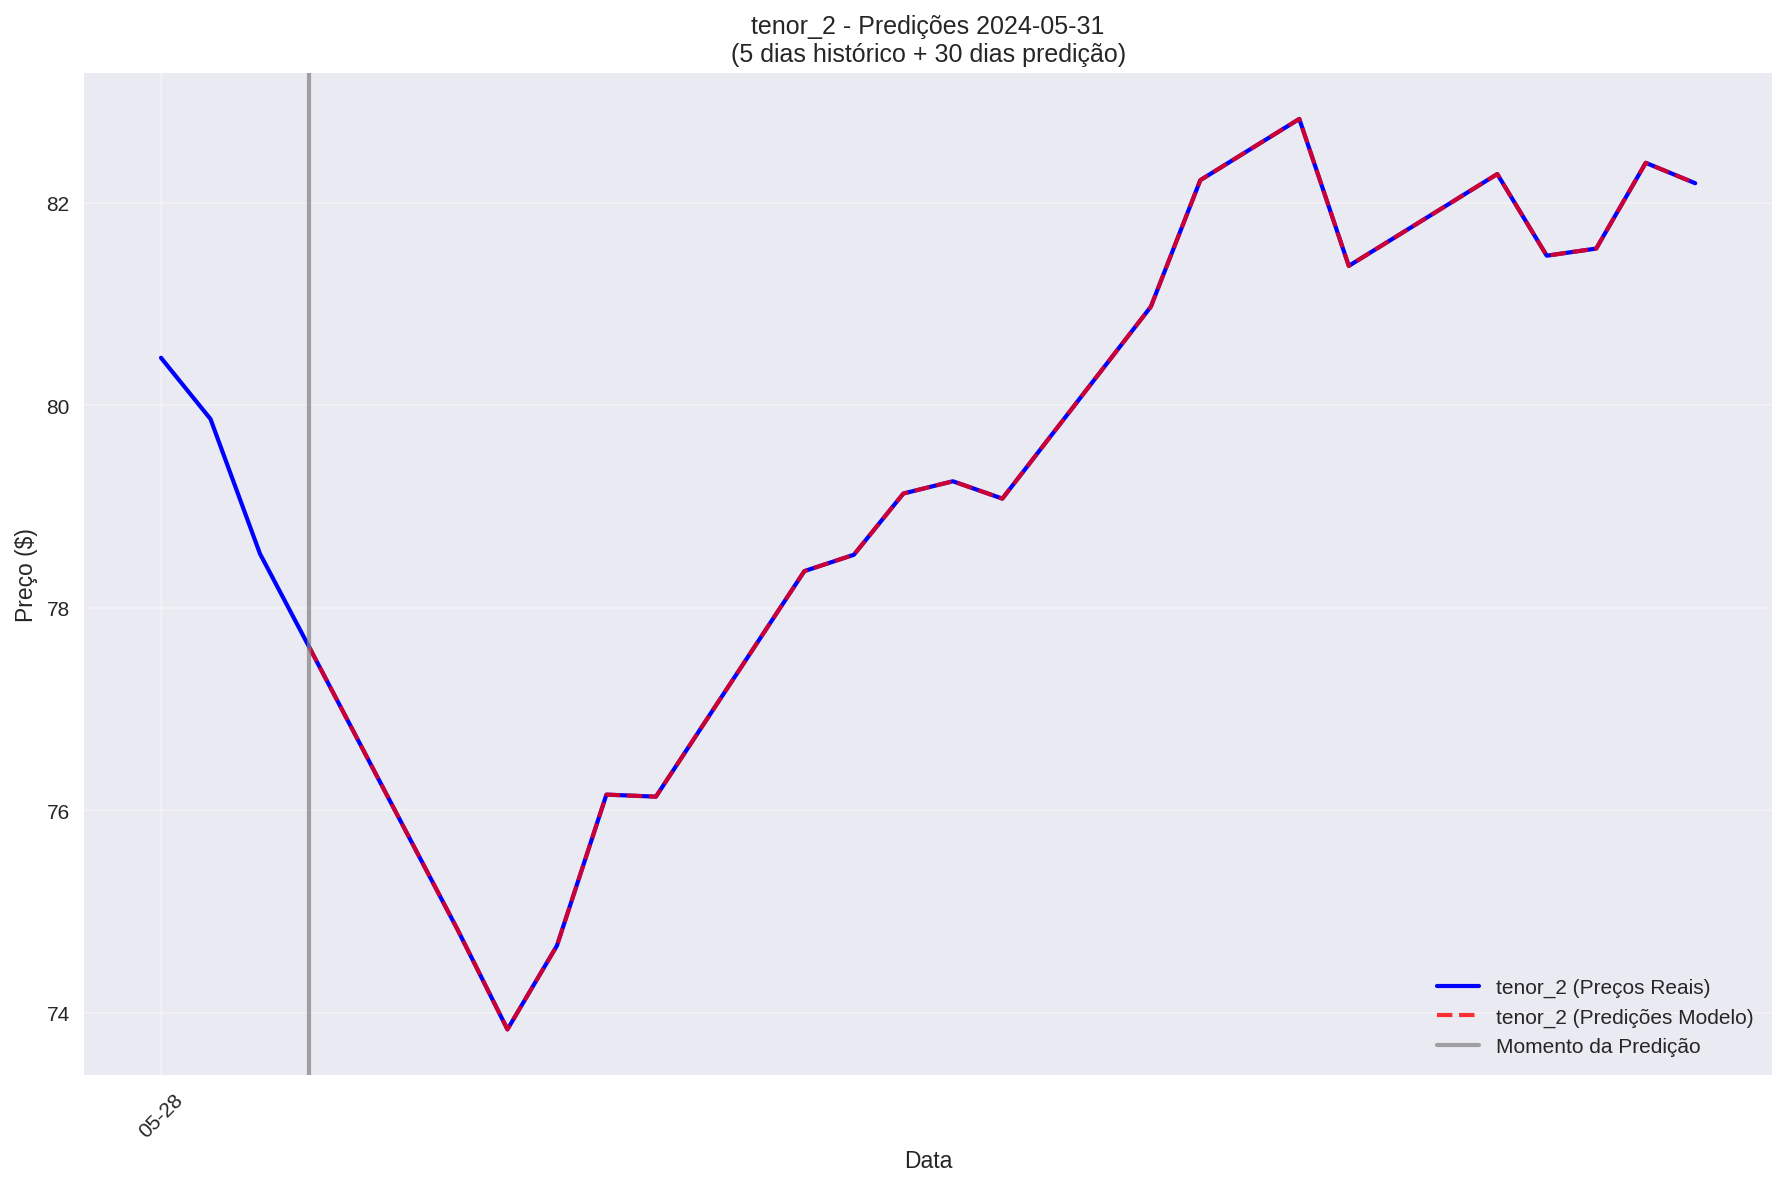 tenor_2 - Predições 2024-05-31
(5 dias histórico + 30 dias predição)
Preço ($)
82
80
78
76
74
tenor_2 (Preços Reais)
tenor_2 (Predições Modelo)
Momento da Predição
05-28
Data